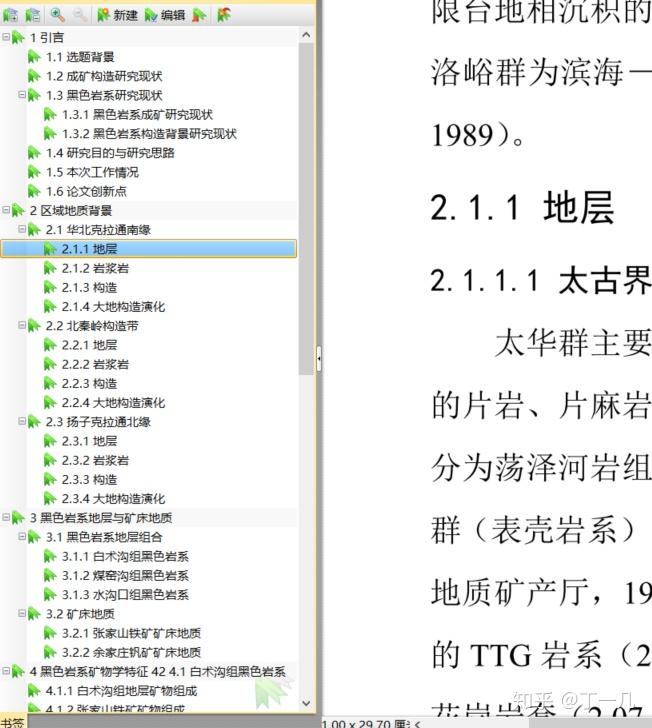 新建 编辑
1 引言
1.1 选题背景
1.2 成矿构造研究现状
1.3 黑色岩系研究现状
1.3.1 黑色岩系成矿研究现状
1.3.2 黑色岩系构造背景研究现状
1.4 研究目的与研究思路
1.5 本次工作情况
1.6 论文创新点
2 区域地质背景
2.1 华北克拉通南缘
2.1.1 地层
2.1.2 岩浆岩
2.1.3 构造
2.1.4 大地构造演化
2.2 北秦岭构造带
2.2.1 地层
2.2.2 岩浆岩
2.2.3 构造
2.2.4 大地构造演化
2.3 扬子克拉通北缘
2.3.1 地层
2.3.2 岩浆岩
2.3.3 构造
2.3.4 大地构造演化
3 黑色岩系地层与矿床地质
3.1 黑色岩系地层组合
3.1.1 白术沟组黑色岩系
3.1.2 煤窑沟组黑色岩系
3.1.3 水沟口组黑色岩系
3.2 矿床地质
3.2.1 张家山铁矿矿床地质
3.2.2 余家庄钒矿矿床地质
4 黑色岩系矿物学特征 42 4.1 白术沟组黑色岩系
4.1.1 白术沟组地层矿物组成
4.1.2 张家山铁矿矿物组成
书签
限台地相沉积的
洛峪群为滨海—
1989）。
2.1.1 地层
2.1.1.1 太古界
太华群主要
的片岩、片麻岩
分为荡泽河岩组
群（表壳岩系）
地质矿产厅，19
的 TTG 岩系（2
花岗岩套（2.07
知乎 @丁一几
1.00 x 29.70 厘米